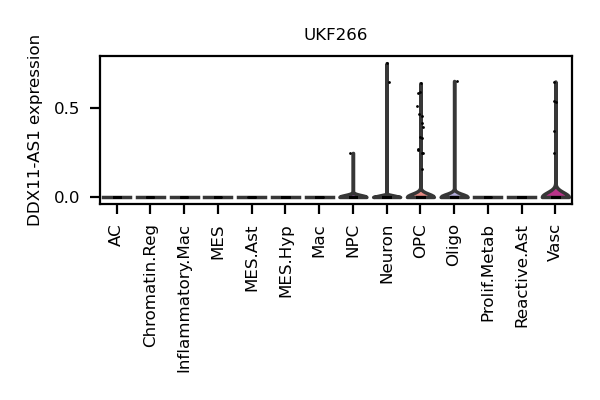 UKF266
DDX11-AS1 expression
0.5
0.0
AC
Chromatin.Reg
Inflammatory.Mac
MES
MES.Ast
MES.Hyp
Mac
NPC
Neuron
OPC
Oligo
Prolif.Metab
Reactive.Ast
Vasc